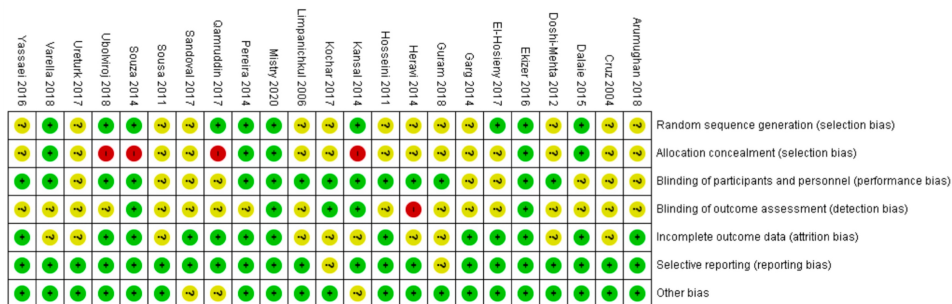 Yassaei 2016
Varella 2018
Ureturk 2017
Ubolviroj 2018
Souza 2014
Sousa 2011
Sandoval 2017
Qamruddin 2017
Pereira 2014
Mistry 2020
Limpanichkul 2006
Kochar 2017
Kansal 2014
Hosseini 2011
Heravi 2014
Guram 2018
Garg 2014
El-Hosieny 2017
Ekizer 2016
Doshi-Mehta 2012
Dalaie 2015
Cruz 2004
Arumughan 2018
? + ? + + ? ? + + + ? ? + ? ? ? ? + + ? + ? ? Random sequence generation (selection bias)
Allocation concealment (selection bias)
Blinding of participants and personnel (performance bias)
Blinding of outcome assessment (detection bias)
Incomplete outcome data (attrition bias)
Selective reporting (reporting bias)
Other bias